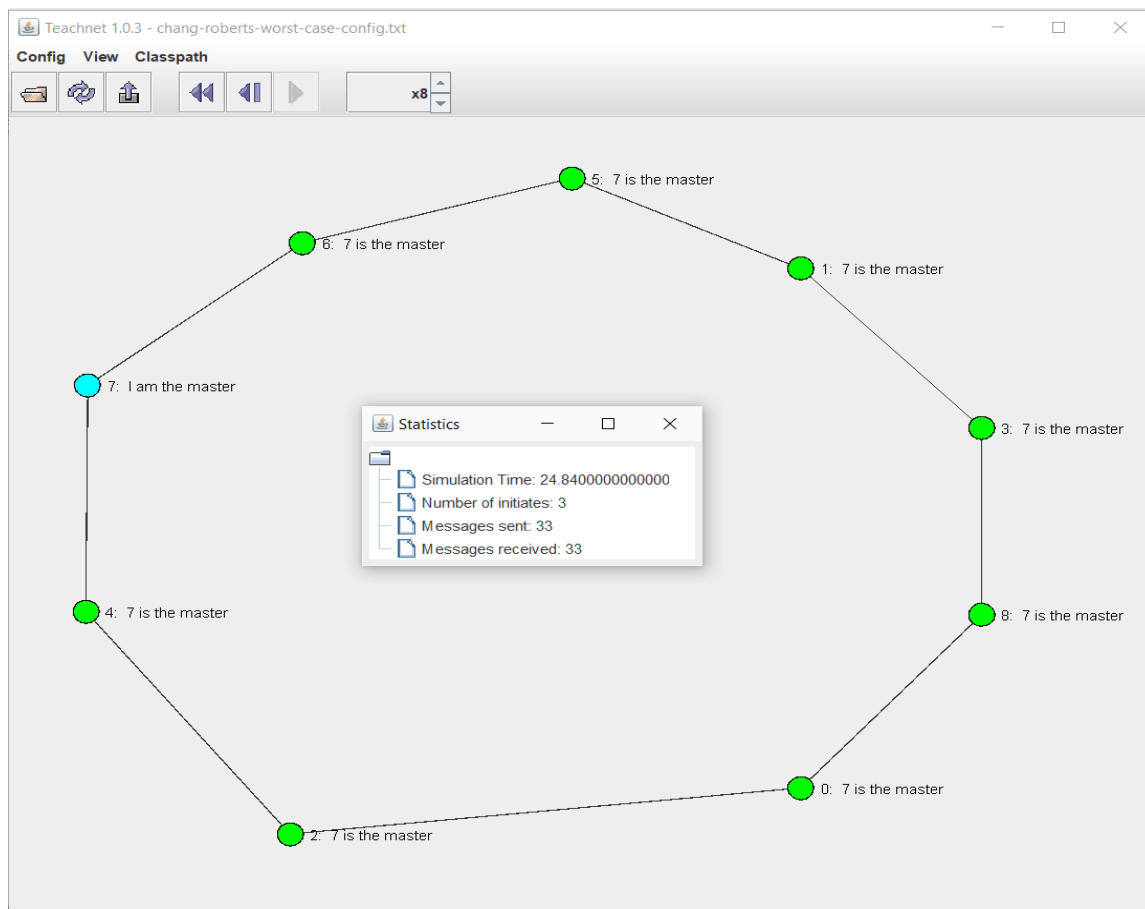 Teachnet 1.0.3 - chang-roberts-worst-case-config.txt
Config View Classpath
x8
5: 7 is the master
6: 7 is the master
1: 7 is the master
7: I am the master
3: 7 is the master
Statistics
Simulation Time: 24.8400000000000
Number of initiates: 3
Messages sent: 33
Messages received: 33
4: 7 is the master
8: 7 is the master
0: 7 is the master
2: 7 is the master